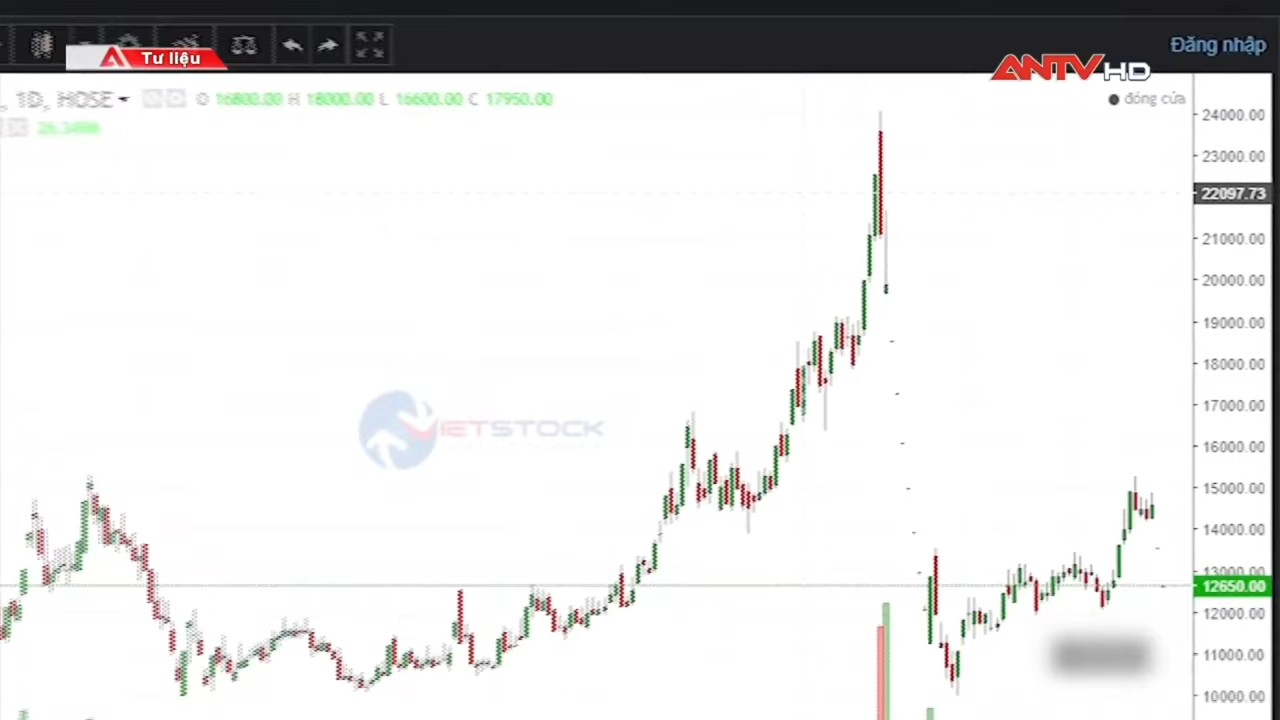 Tư liệu
Đăng nhập
ANTV HD
, 1D, HOSE O 16800.00 H 18000.00 L 16600.00 C 17950.00
đóng cửa
24000.00
23000.00
22097.73
21000.00
20000.00
19000.00
18000.00
17000.00
16000.00
VIETSTOCK
15000.00
14000.00
13000.00
12650.00
12000.00
11000.00
10000.00